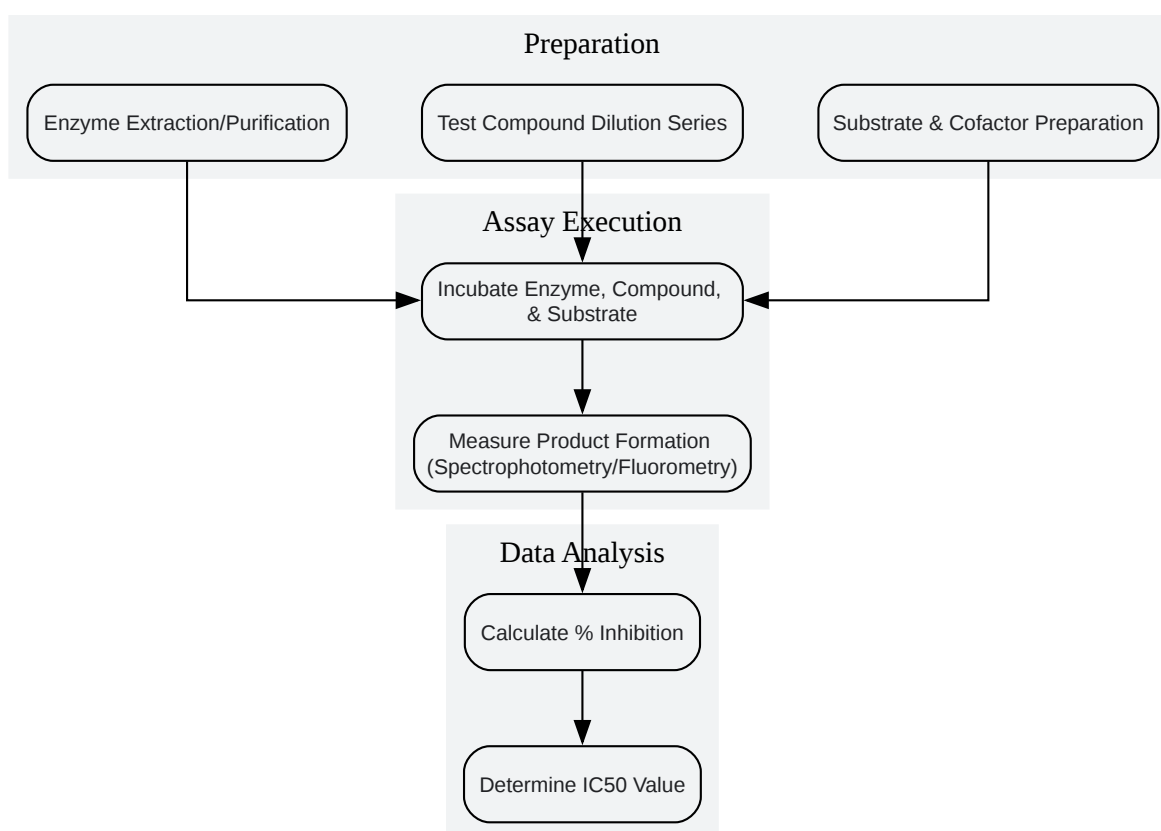 Preparation
Enzyme Extraction/Purification
Test Compound Dilution Series
Substrate & Cofactor Preparation
Assay Execution
Incubate Enzyme, Compound,
& Substrate
Measure Product Formation
(Spectrophotometry/Fluorometry)
Data Analysis
Calculate % Inhibition
Determine IC50 Value